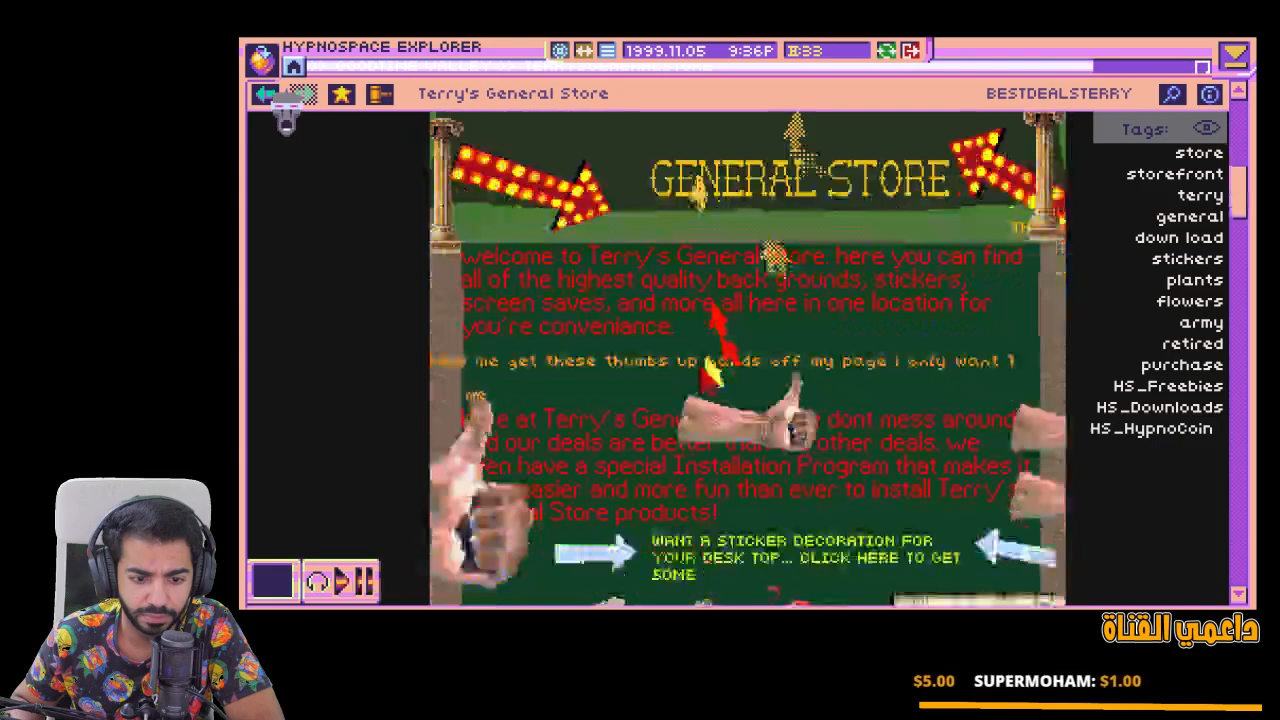 HYPNOSPACE EXPLORER
1999.11.05 9:36P
33
Terry's General Store
BESTDEALSTERRY
Tags:
store
storefront
terry
general
down load
stickers
plants
flowers
army
retired
purchase
HS_Freebies
HS_Downloads
HS_HypnoCoin
GENERAL STORE
welcome to Terry's General Store. here you can find
all of the highest quality back grounds, stickers,
screen saves, and more all here in one location for
you're conveniance.
me get these thumbs up hands off my page I only want 1
me
at Terry's dont mess around
our deals are better other deals. we
have a special Installation Program that makes it
easier and more fun than ever to install Terry's
Store products!
WANT A STICKER DECORATION FOR
YOUR DESK TOP... CLICK HERE TO GET
SOME
داعمي القناة
$5.00 SUPERMOHAM: $1.00